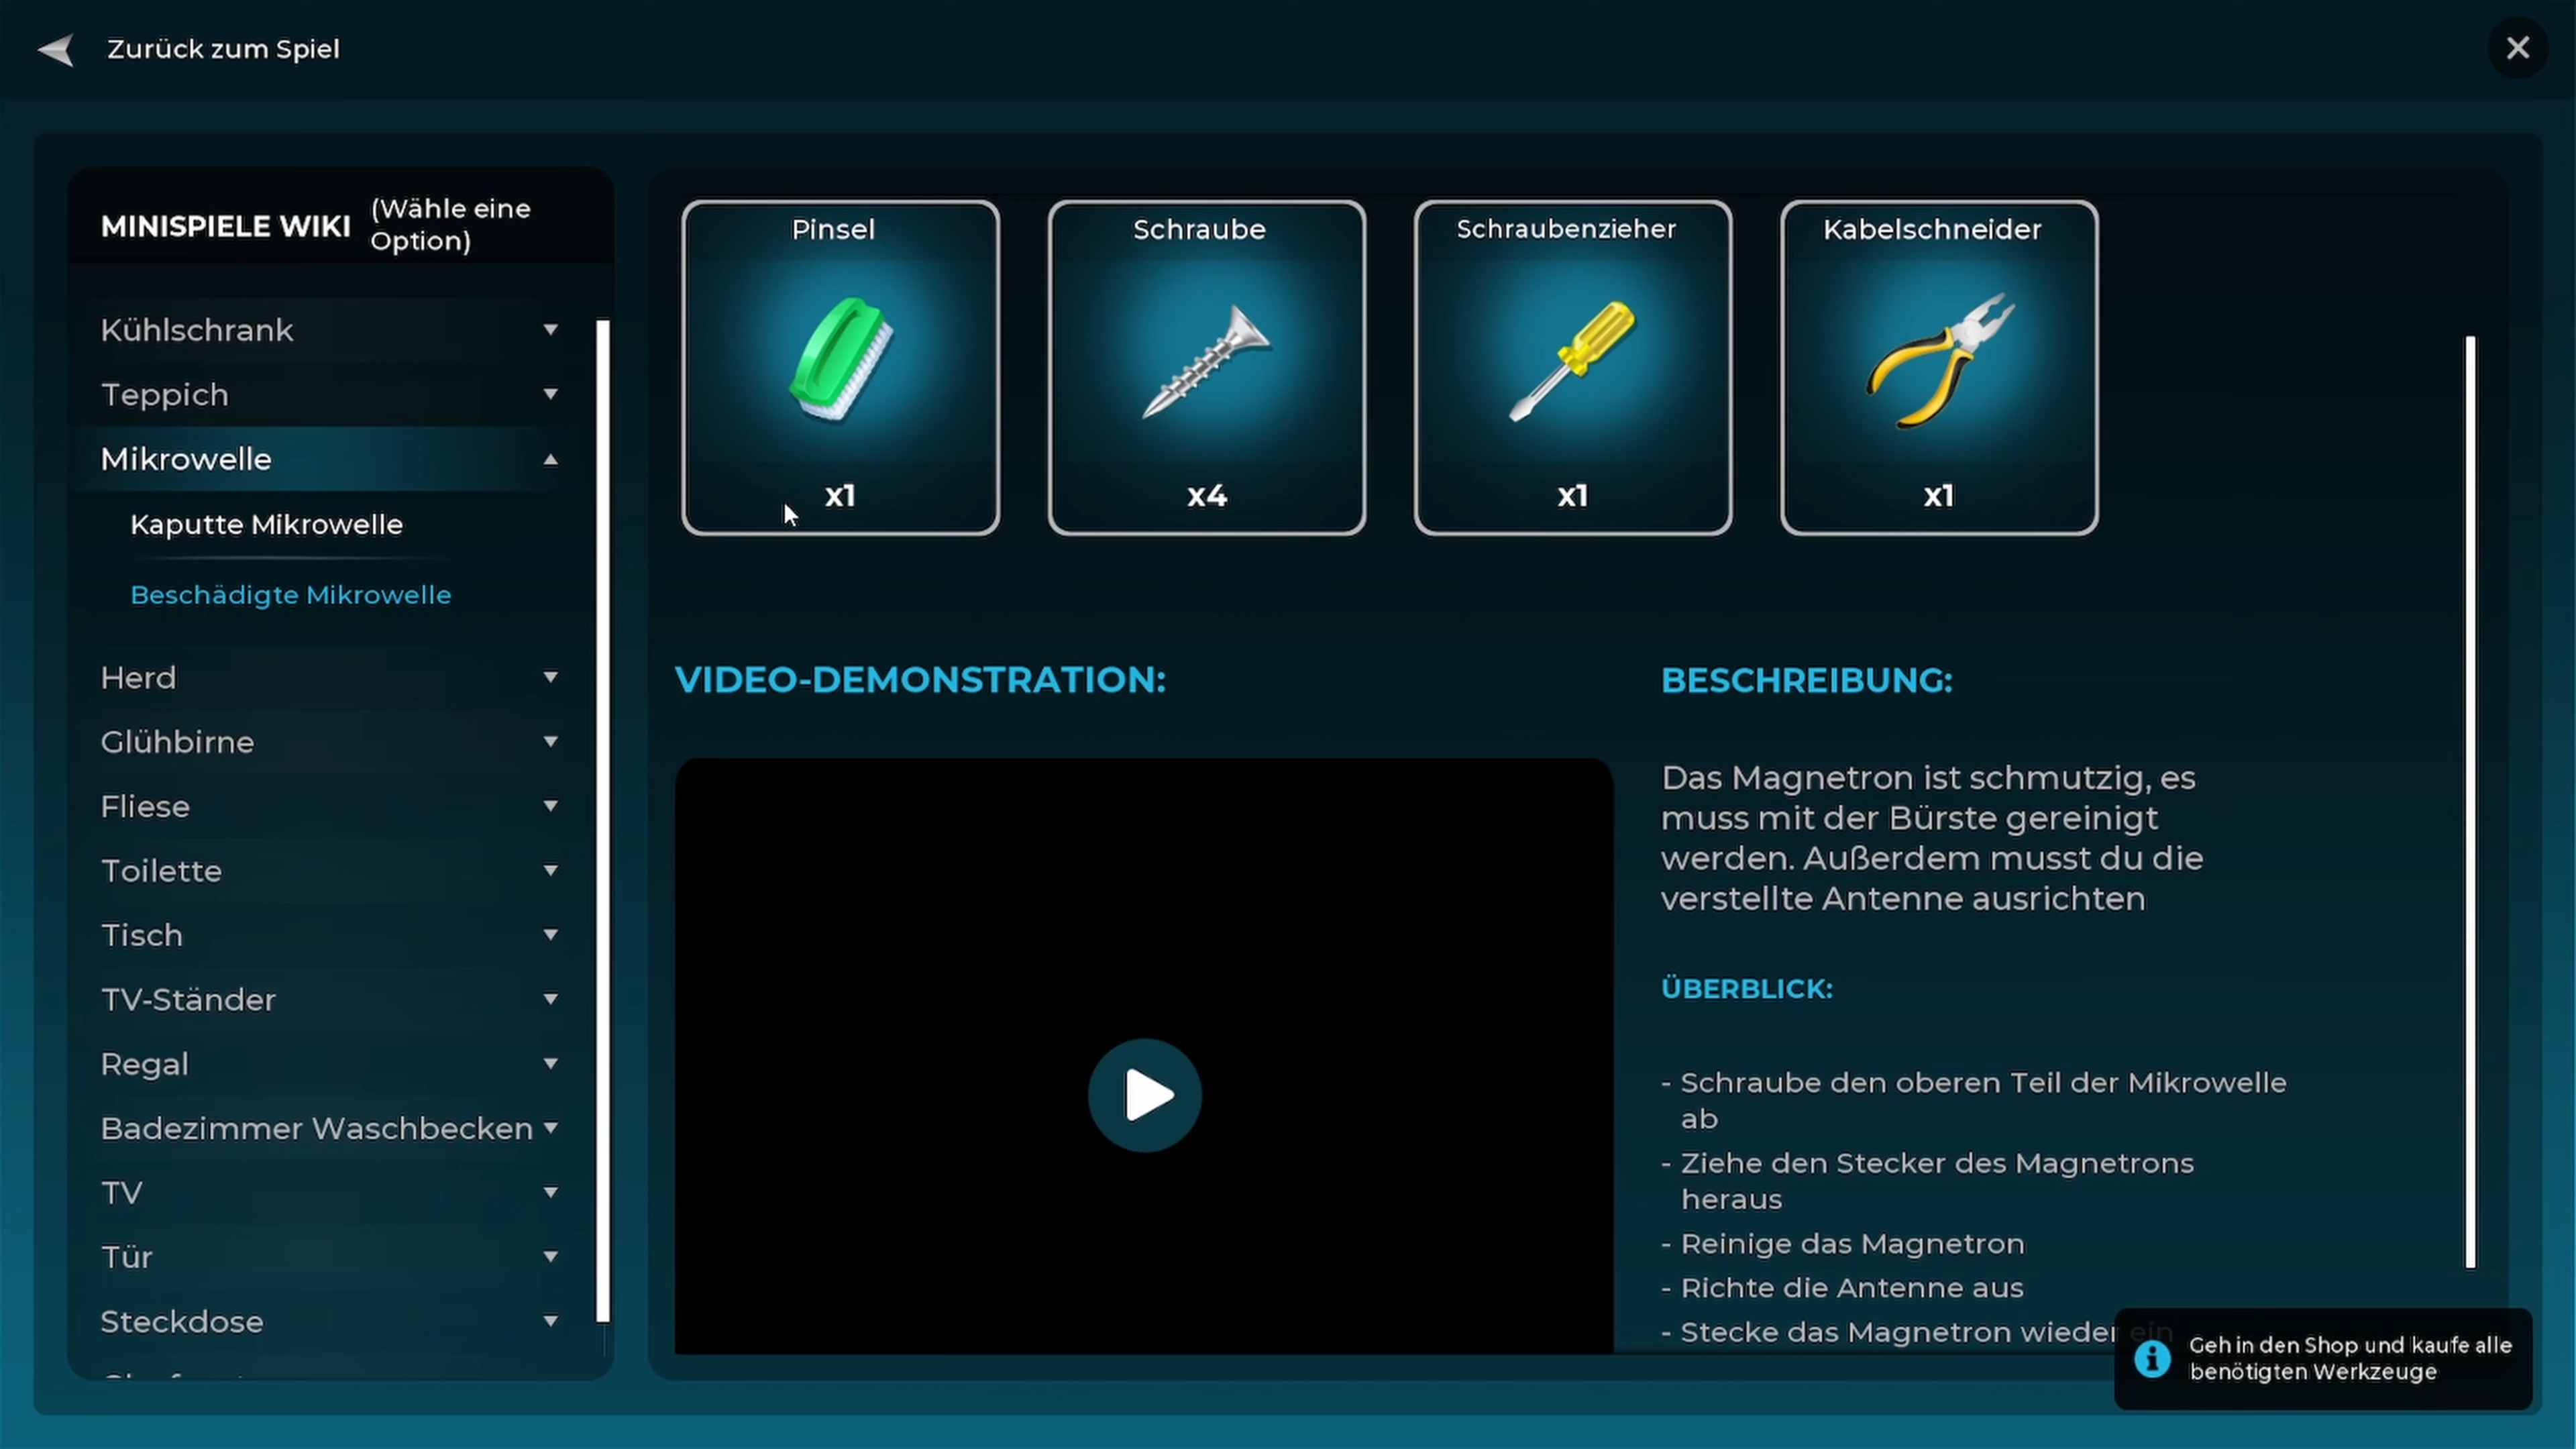 Zurück zum Spiel
MINISPIELE WIKI
(Wähle eine
Option)
Kühlschrank
Teppich
Mikrowelle
Kaputte Mikrowelle
Beschädigte Mikrowelle
Herd
Glühbirne
Fliese
Toilette
Tisch
TV-Ständer
Regal
Badezimmer Waschbecken
TV
Tür
Steckdose
Pinsel
x1
Schraube
x4
Schraubenzieher
x1
Kabelschneider
x1
VIDEO-DEMONSTRATION:
BESCHREIBUNG:
Das Magnetron ist schmutzig, es
muss mit der Bürste gereinigt
werden. Außerdem musst du die
verstellte Antenne ausrichten
ÜBERBLICK:
- Schraube den oberen Teil der Mikrowelle
ab
- Ziehe den Stecker des Magnetrons
heraus
- Reinige das Magnetron
- Richte die Antenne aus
- Stecke das Magnetron wieder ein
Geh in den Shop und kaufe alle
benötigten Werkzeuge